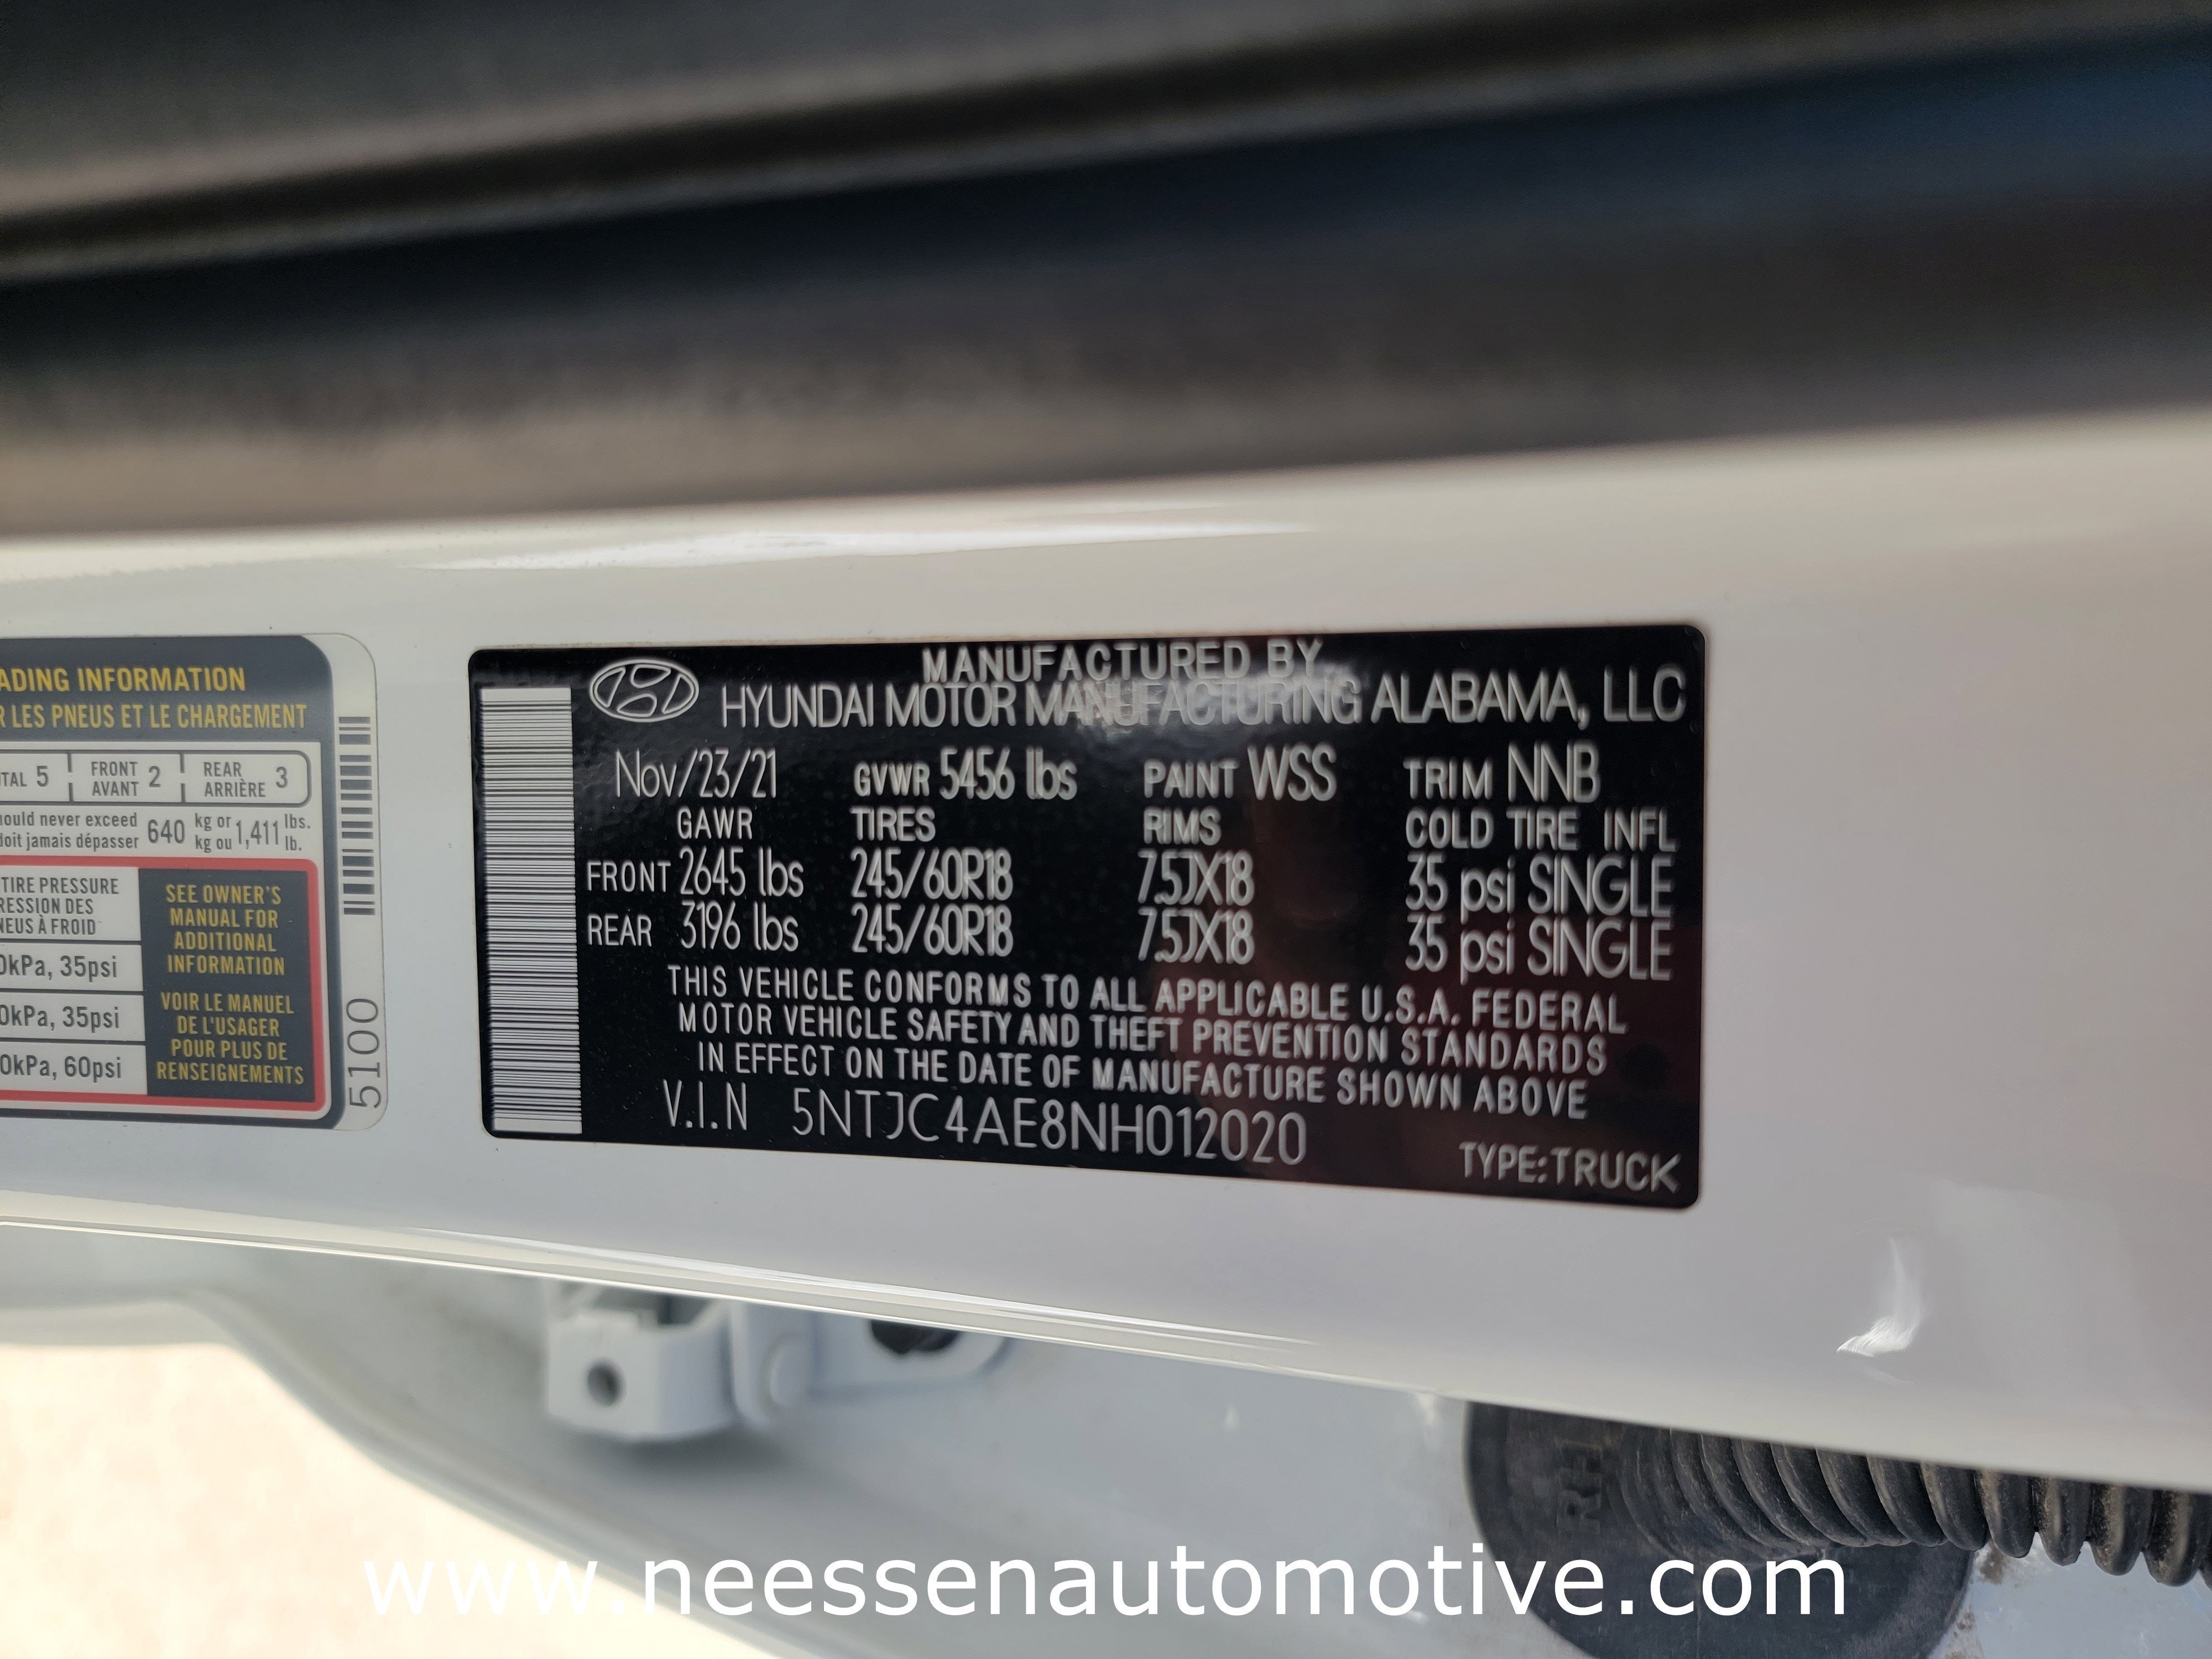 ADING INFORMATION
R LES PNEUS ET LE CHARGEMENT
TAL 5 FRONT AVANT 2 REAR ARRIÈRE 3
hould never exceed 640 kg or 1,411 lbs.
doit jamais dépasser kg ou lb.
TIRE PRESSURE
RESSION DES
NEUS À FROID
0kPa, 35psi
0kPa, 35psi
0kPa, 60psi
SEE OWNER'S
MANUAL FOR
ADDITIONAL
INFORMATION
VOIR LE MANUEL
DE L'USAGER
POUR PLUS DE
RENSEIGNEMENTS
5100
MANUFACTURED BY
HYUNDAI MOTOR MANUFACTURING ALABAMA, LLC
Nov/23/21 GVWR 5456 lbs PAINT WSS TRIM NNB
GAWR TIRES RIMS COLD TIRE INFL
FRONT 2645 lbs 245/60R18 7.5JX18 35 psi SINGLE
REAR 3196 lbs 245/60R18 7.5JX18 35 psi SINGLE
THIS VEHICLE CONFORMS TO ALL APPLICABLE U.S.A. FEDERAL
MOTOR VEHICLE SAFETY AND THEFT PREVENTION STANDARDS
IN EFFECT ON THE DATE OF MANUFACTURE SHOWN ABOVE
V.I.N 5NTJC4AE8NH012020
TYPE:TRUCK
RH
www.neessenautomotive.com